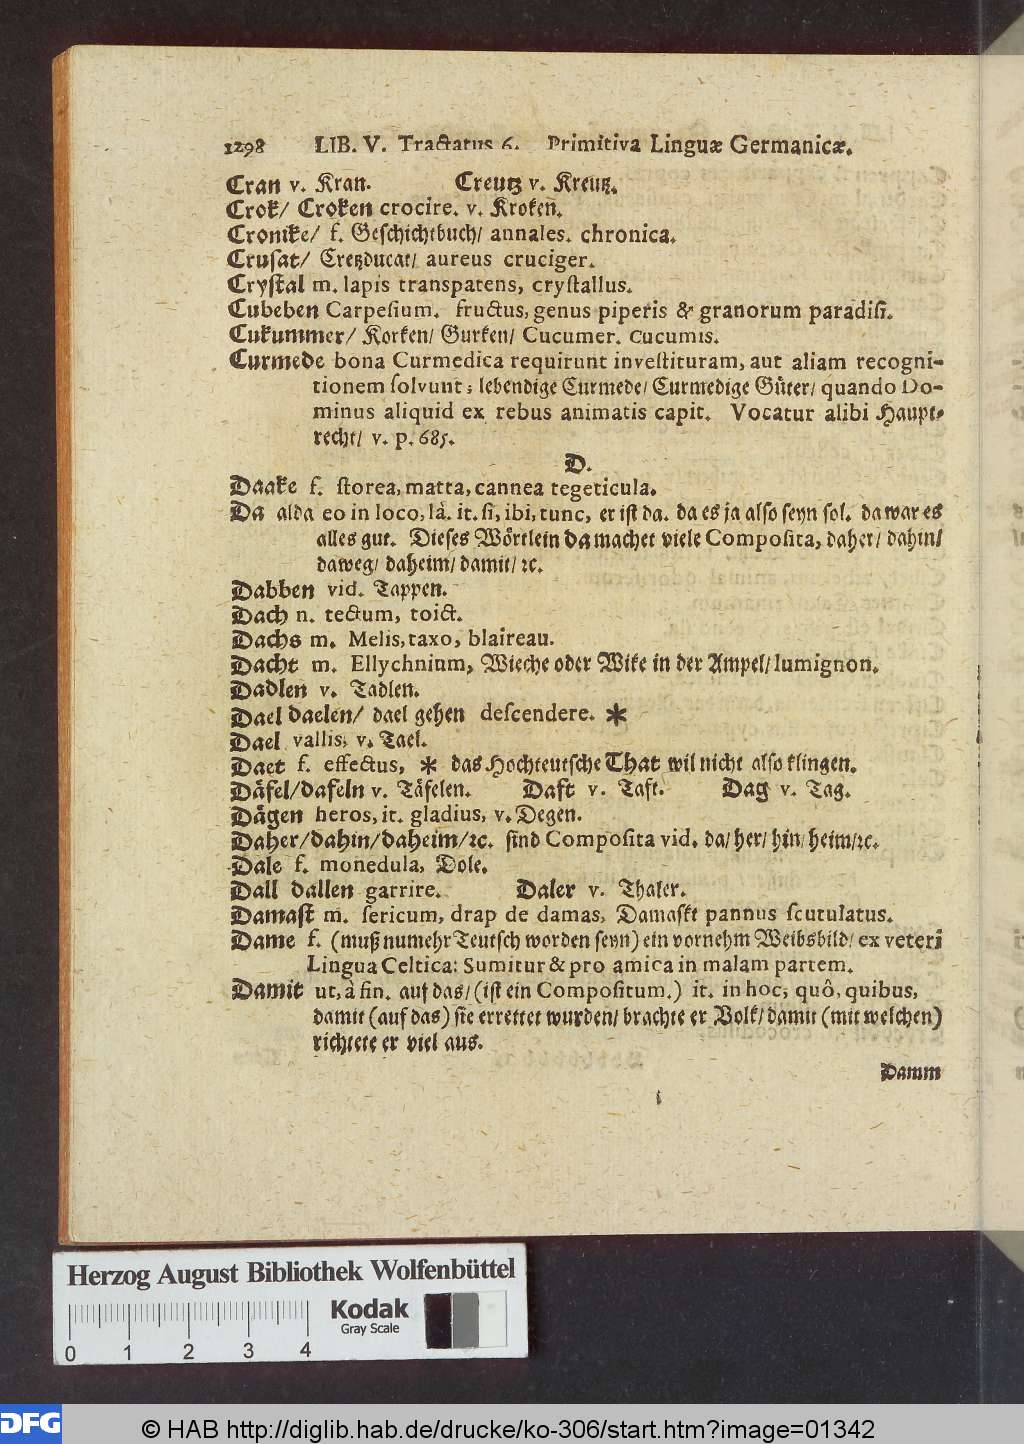 1298 LIB. V. Tractatus 6. Primitiva Linguæ Germanicæ.
Cran v. Kran. Creutz v. Kreutz.
Crok/ Croken crocire. v. Kroken.
Cronike/ f. Geschichtbuch/ annales. chronica.
Crusat/ Cretzducat/ aureus cruciger.
Crystal m. lapis transparens, crystallus.
Cubeben Carpesium. fructus, genus piperis & granorum paradisi.
Cukummer/ Korken/ Gurken/ Cucumer. cucumis.
Curmede bona Curmedica requirunt investituram, aut aliam recogni-
tionem solvunt; lebendige Curmede/ Curmedige Güter/ quando Do-
minus aliquid ex rebus animatis capit. Vocatur alibi Haupt-
recht/ v. p. 685.
D.
Daake f. storea, matta, cannea tegeticula.
Da alda eo in loco, là. it. si, ibi, tunc, er ist da. da es ja also seyn sol. da war es
alles gut. Dieses Wörtlein da machet viele Composita, daher/ dahin/
daweg/ daheim/ damit/ ꝛc.
Dabben vid. Tappen.
Dach n. tectum, toict.
Dachs m. Melis, taxo, blaireau.
Dacht m. Ellychnium, Wieche oder Wike in der Ampel/ lumignon.
Dadlen v. Tadlen.
Dael daelen/ dael gehen descendere. *
Dael vallis, v. Tael.
Daet f. effectus, * das Hochteutsche That wil nicht also klingen.
Däfel/dafeln v. Täfelen. Daft v. Taft. Dag v. Tag.
Dägen heros, it. gladius, v. Degen.
Daher/dahin/daheim/ꝛc. sind Composita vid. da/ her/ hin/ heim/ꝛc.
Dale f. monedula, Dole.
Dall dallen garrire. Daler v. Thaler.
Damast m. sericum, drap de damas, Damaskt pannus scutulatus.
Dame f. (muß numehr Teutsch worden seyn) ein vornehm Weibsbild/ ex veteri
Lingua Celtica: Sumitur & pro amica in malam partem.
Damit ut, à fin. auf das/ (ist ein Compositum.) it. in hoc, quô, quibus,
damit (auf das) sie errettet wurden/ brachte er Volk/ damit (mit welchen)
richtete er viel aus.
Damm
Herzog August Bibliothek Wolfenbüttel
Kodak
Gray Scale
0 1 2 3 4
DFG © HAB http://diglib.hab.de/drucke/ko-306/start.htm?image=01342